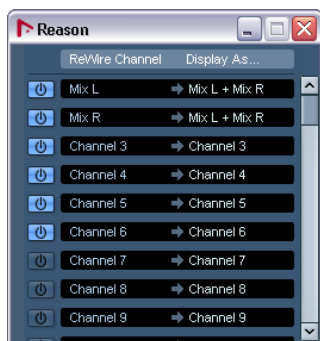 Reason
ReWire Channel Display As...
Mix L Mix L + Mix R
Mix R Mix L + Mix R
Channel 3 Channel 3
Channel 4 Channel 4
Channel 5 Channel 5
Channel 6 Channel 6
Channel 7 Channel 7
Channel 8 Channel 8
Channel 9 Channel 9